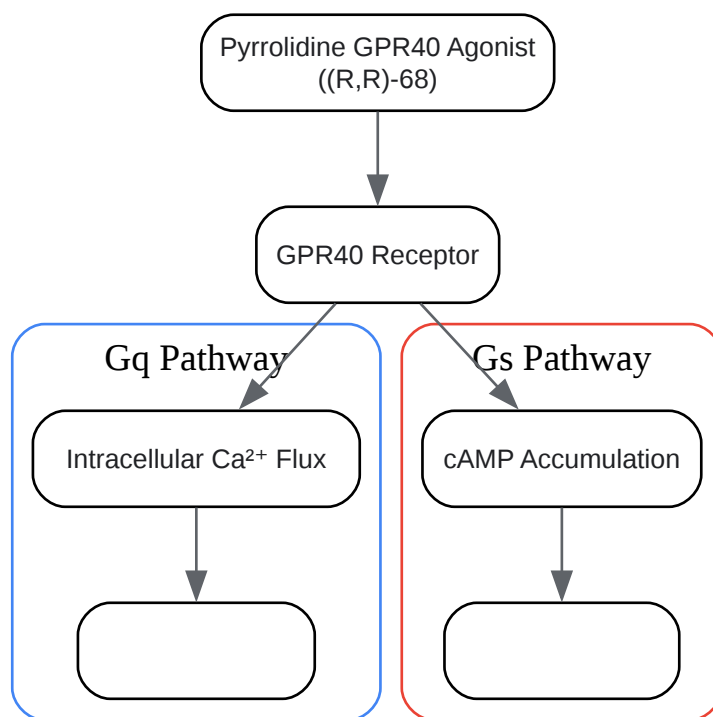 Pyrrolidine GPR40 Agonist
((R,R)-68)
GPR40 Receptor
Gq Pathway
Gs Pathway
Intracellular Ca²⁺ Flux
cAMP Accumulation